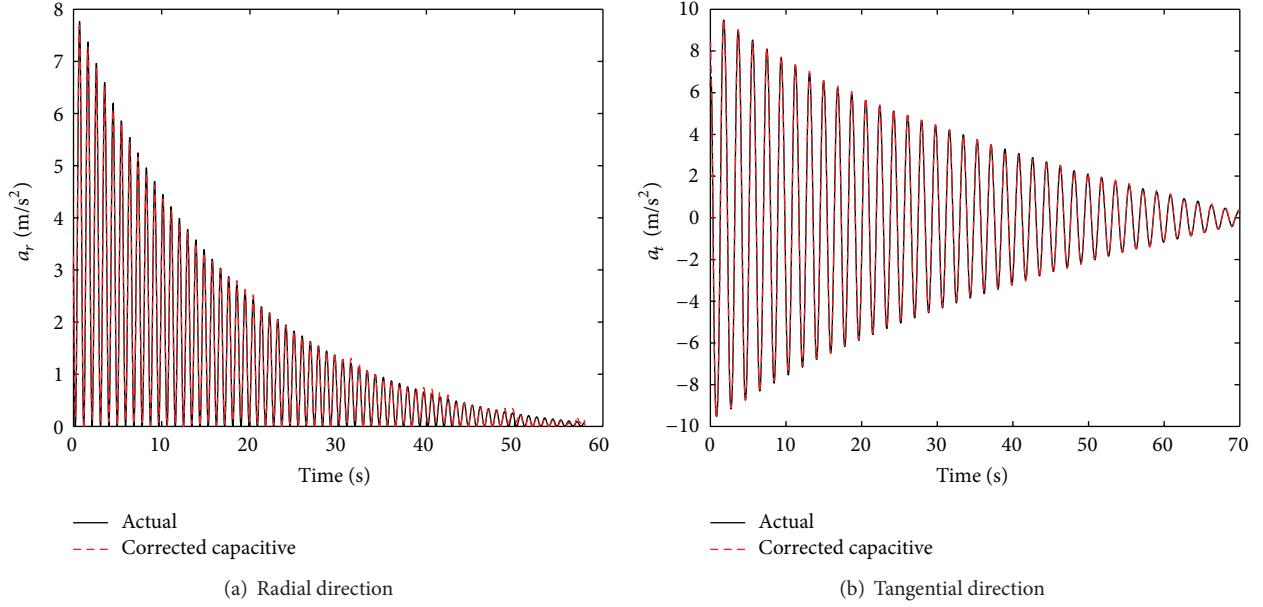 8
7
6
5
4
3
2
1
0
a_r (m/s²)
0 10 20 30 40 50 60
Time (s)
Actual
Corrected capacitive
(a) Radial direction
10
8
6
4
2
0
−2
−4
−6
−8
−10
a_t (m/s²)
0 10 20 30 40 50 60 70
Time (s)
Actual
Corrected capacitive
(b) Tangential direction